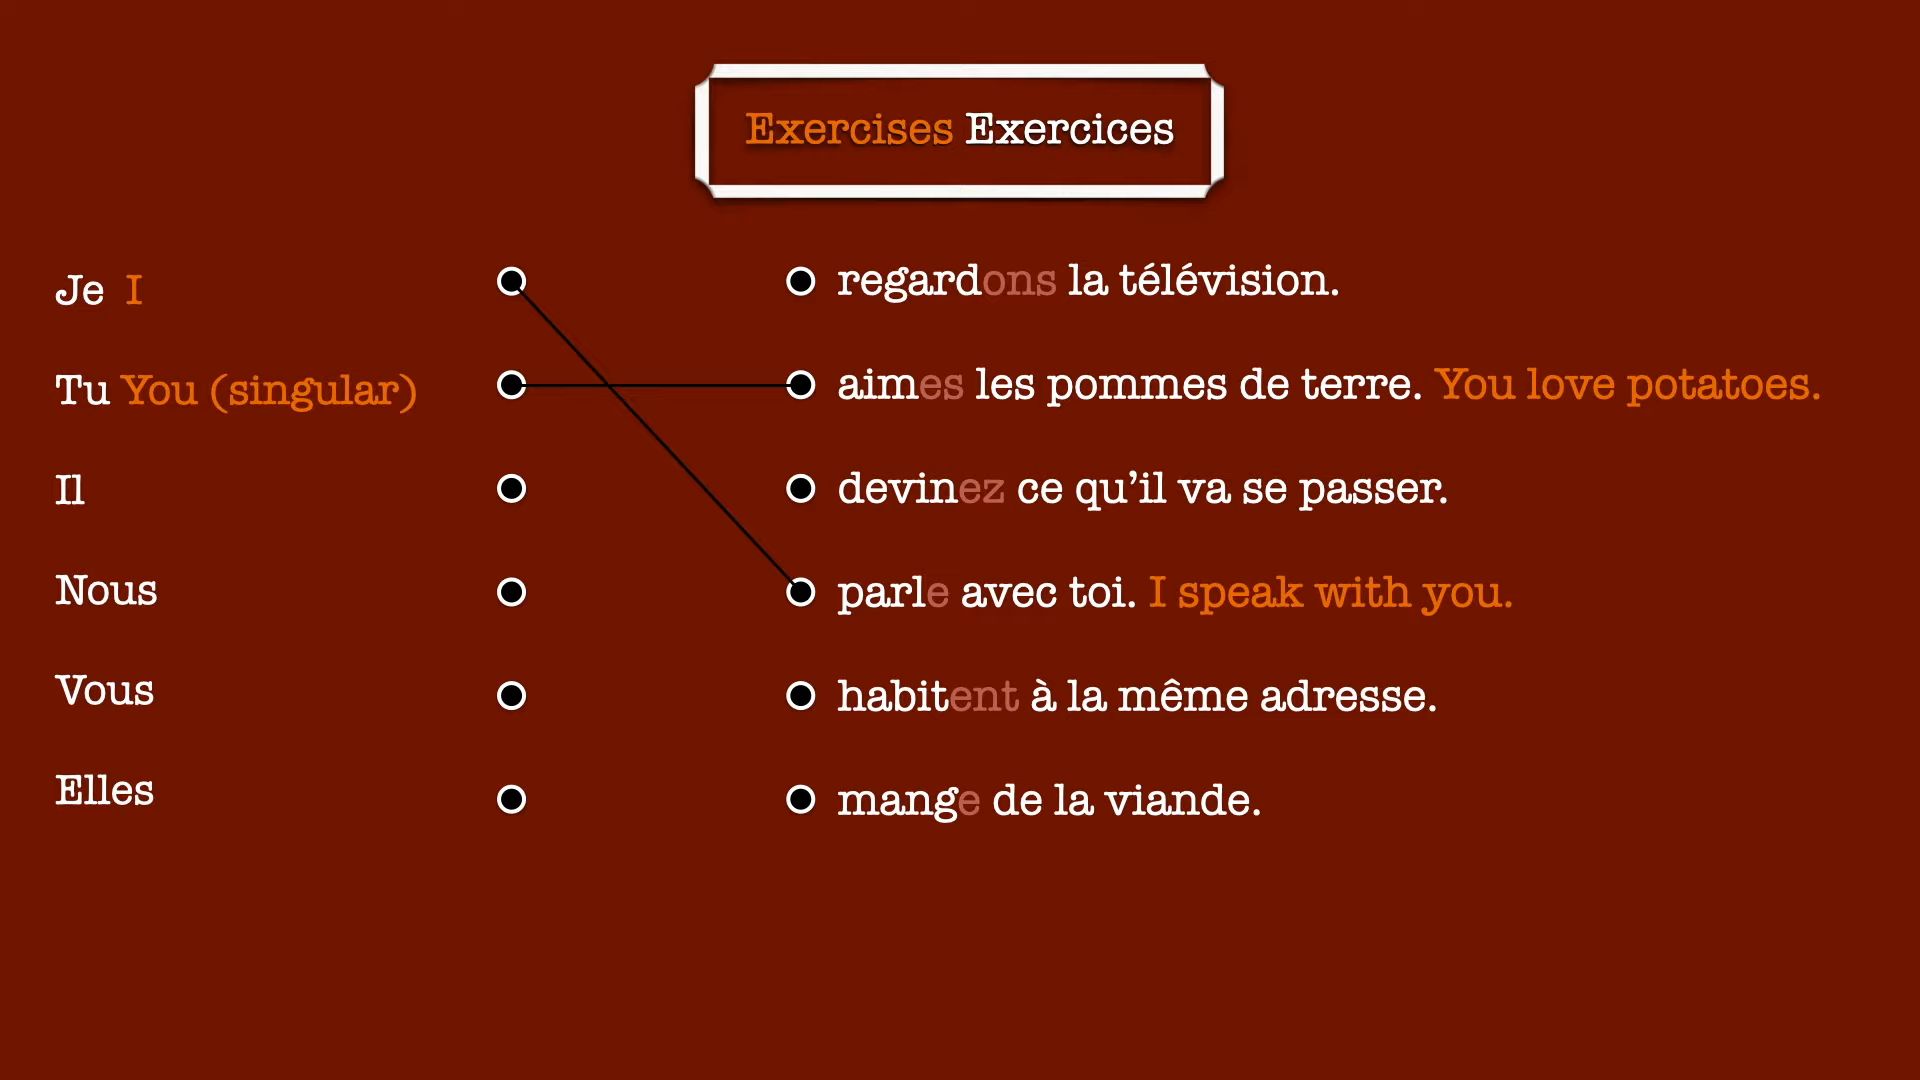 Exercises Exercices
Je I
regardons la télévision.
Tu You (singular)
aimes les pommes de terre. You love potatoes.
Il
devinez ce qu’il va se passer.
Nous
parle avec toi. I speak with you.
Vous
habitent à la même adresse.
Elles
mange de la viande.